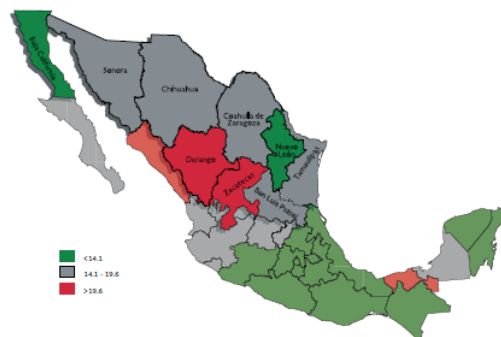 Baja California
Sonora
Chihuahua
Coahuila de
Zaragoza
Nuevo
León
Tamaulipas
Durango
Zacatecas
San Luis Potosí
<14.1
14.1 - 19.6
>19.6